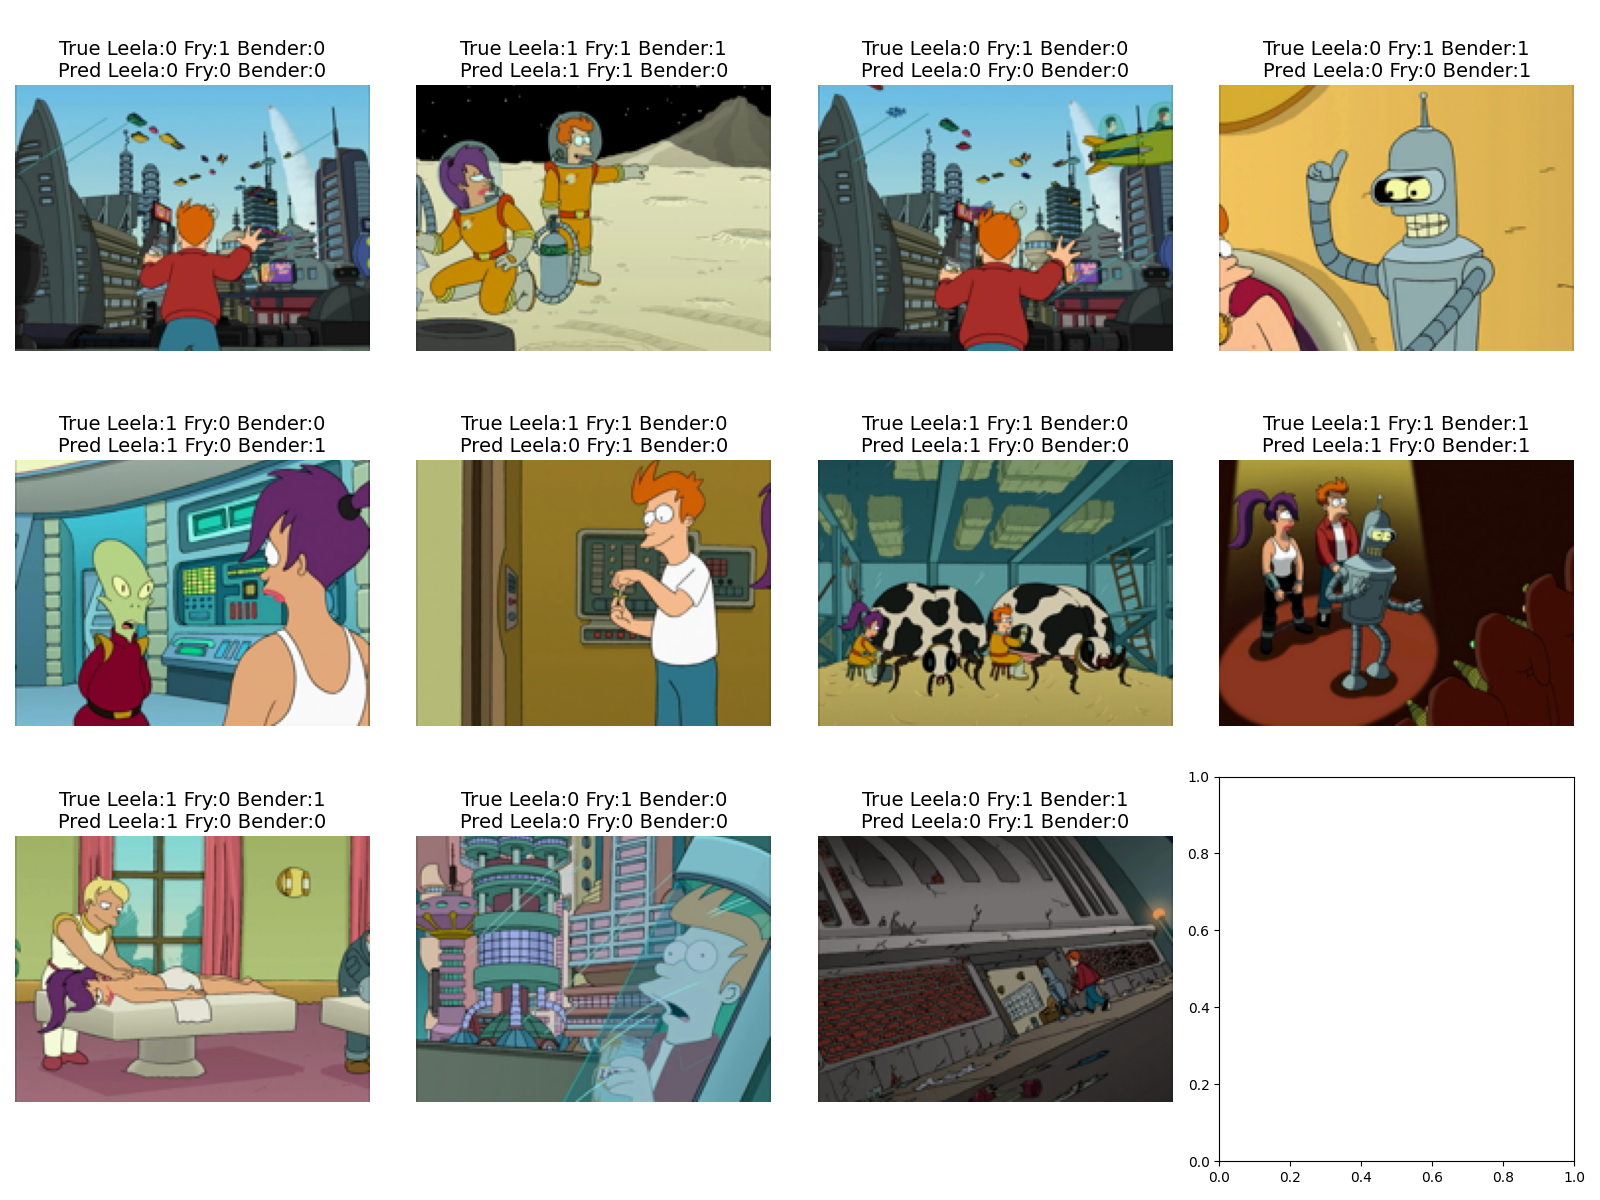 True Leela:0 Fry:1 Bender:0
Pred Leela:0 Fry:0 Bender:0
True Leela:1 Fry:1 Bender:1
Pred Leela:1 Fry:1 Bender:0
True Leela:0 Fry:1 Bender:0
Pred Leela:0 Fry:0 Bender:0
True Leela:0 Fry:1 Bender:1
Pred Leela:0 Fry:0 Bender:1
True Leela:1 Fry:0 Bender:0
Pred Leela:1 Fry:0 Bender:1
True Leela:1 Fry:1 Bender:0
Pred Leela:0 Fry:1 Bender:0
True Leela:1 Fry:1 Bender:0
Pred Leela:1 Fry:0 Bender:0
True Leela:1 Fry:1 Bender:1
Pred Leela:1 Fry:0 Bender:1
True Leela:1 Fry:0 Bender:1
Pred Leela:1 Fry:0 Bender:0
True Leela:0 Fry:1 Bender:0
Pred Leela:0 Fry:0 Bender:0
True Leela:0 Fry:1 Bender:1
Pred Leela:0 Fry:1 Bender:0
1.0
0.8
0.6
0.4
0.2
0.0
0.0 0.2 0.4 0.6 0.8 1.0